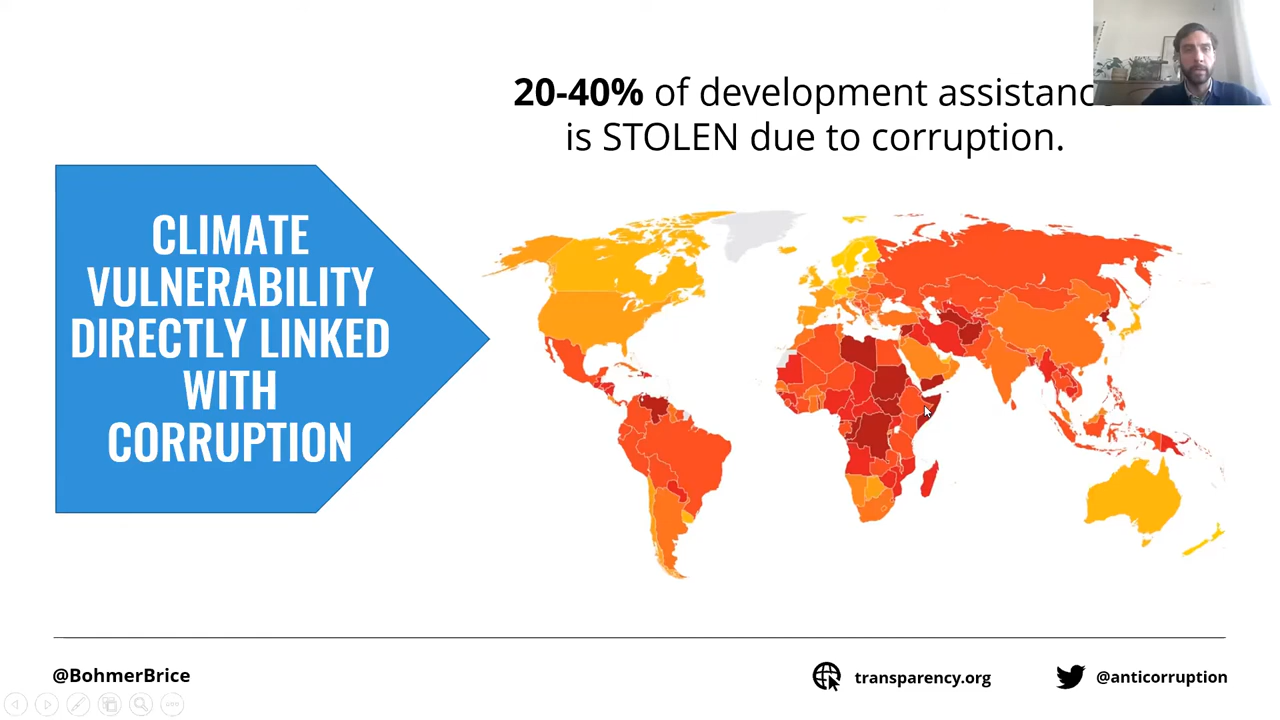 20-40% of development assistance
is STOLEN due to corruption.
CLIMATE
VULNERABILITY
DIRECTLY LINKED
WITH
CORRUPTION
@BohmerBrice
transparency.org
@anticorruption